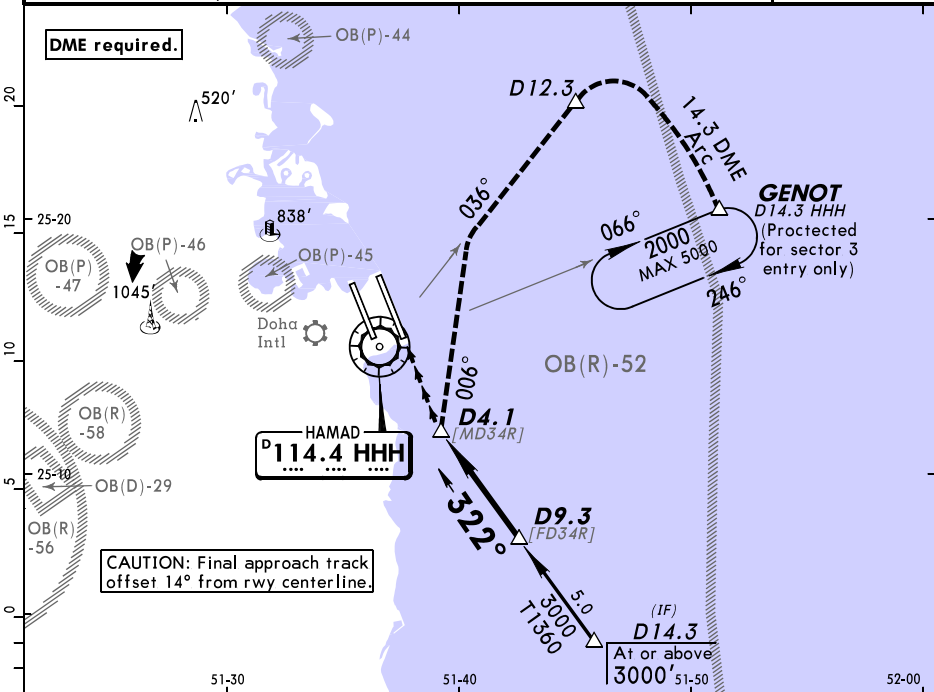 DME required.
OB(P)-44
520'
D12.3
14.3 DME
Arc
20
036°
GENOT
D14.3 HHH
(Proctected
for sector 3
entry only)
838'
066°
2000
MAX 5000
246°
15
25-20
OB(P)-46
OB(P)-45
OB(P)
-47
1045'
Doha
Intl
10
006°
OB(R)-52
OB(R)
-58
HAMAD
D 114.4 HHH
D4.1
[MD34R]
25-10
5
OB(D)-29
322°
D9.3
[FD34R]
OB(R)
-56
CAUTION: Final approach track
offset 14° from rwy centerline.
5.0
3000
T1360
0
(IF)
D14.3
At or above
3000'
51-30
51-40
51-50
52-00